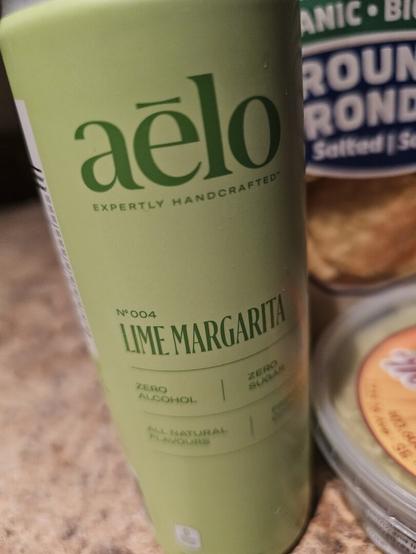 aēlo
EXPERTLY HANDCRAFTED™
Nº004
LIME MARGARITA
ZERO
ALCOHOL
ZERO
SUGAR
ALL NATURAL
FLAVOURS
ROUN
ROND
Salted | S